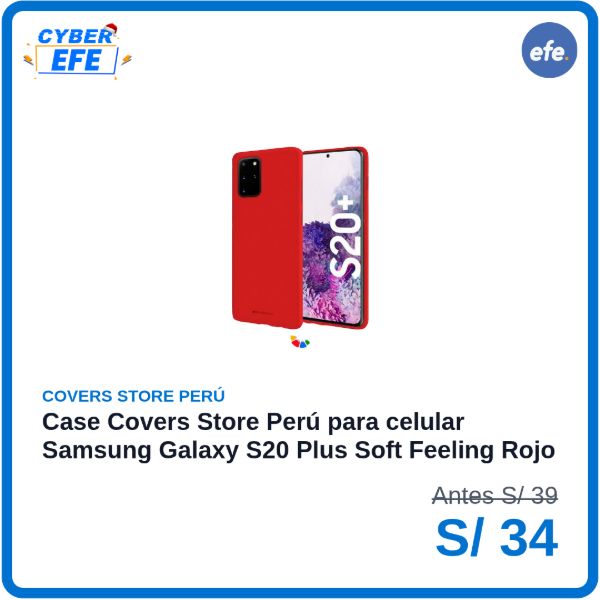 CYBER
EFE
efe.
S20+
COVERS STORE PERÚ
Case Covers Store Perú para celular
Samsung Galaxy S20 Plus Soft Feeling Rojo
Antes S/ 39
S/ 34